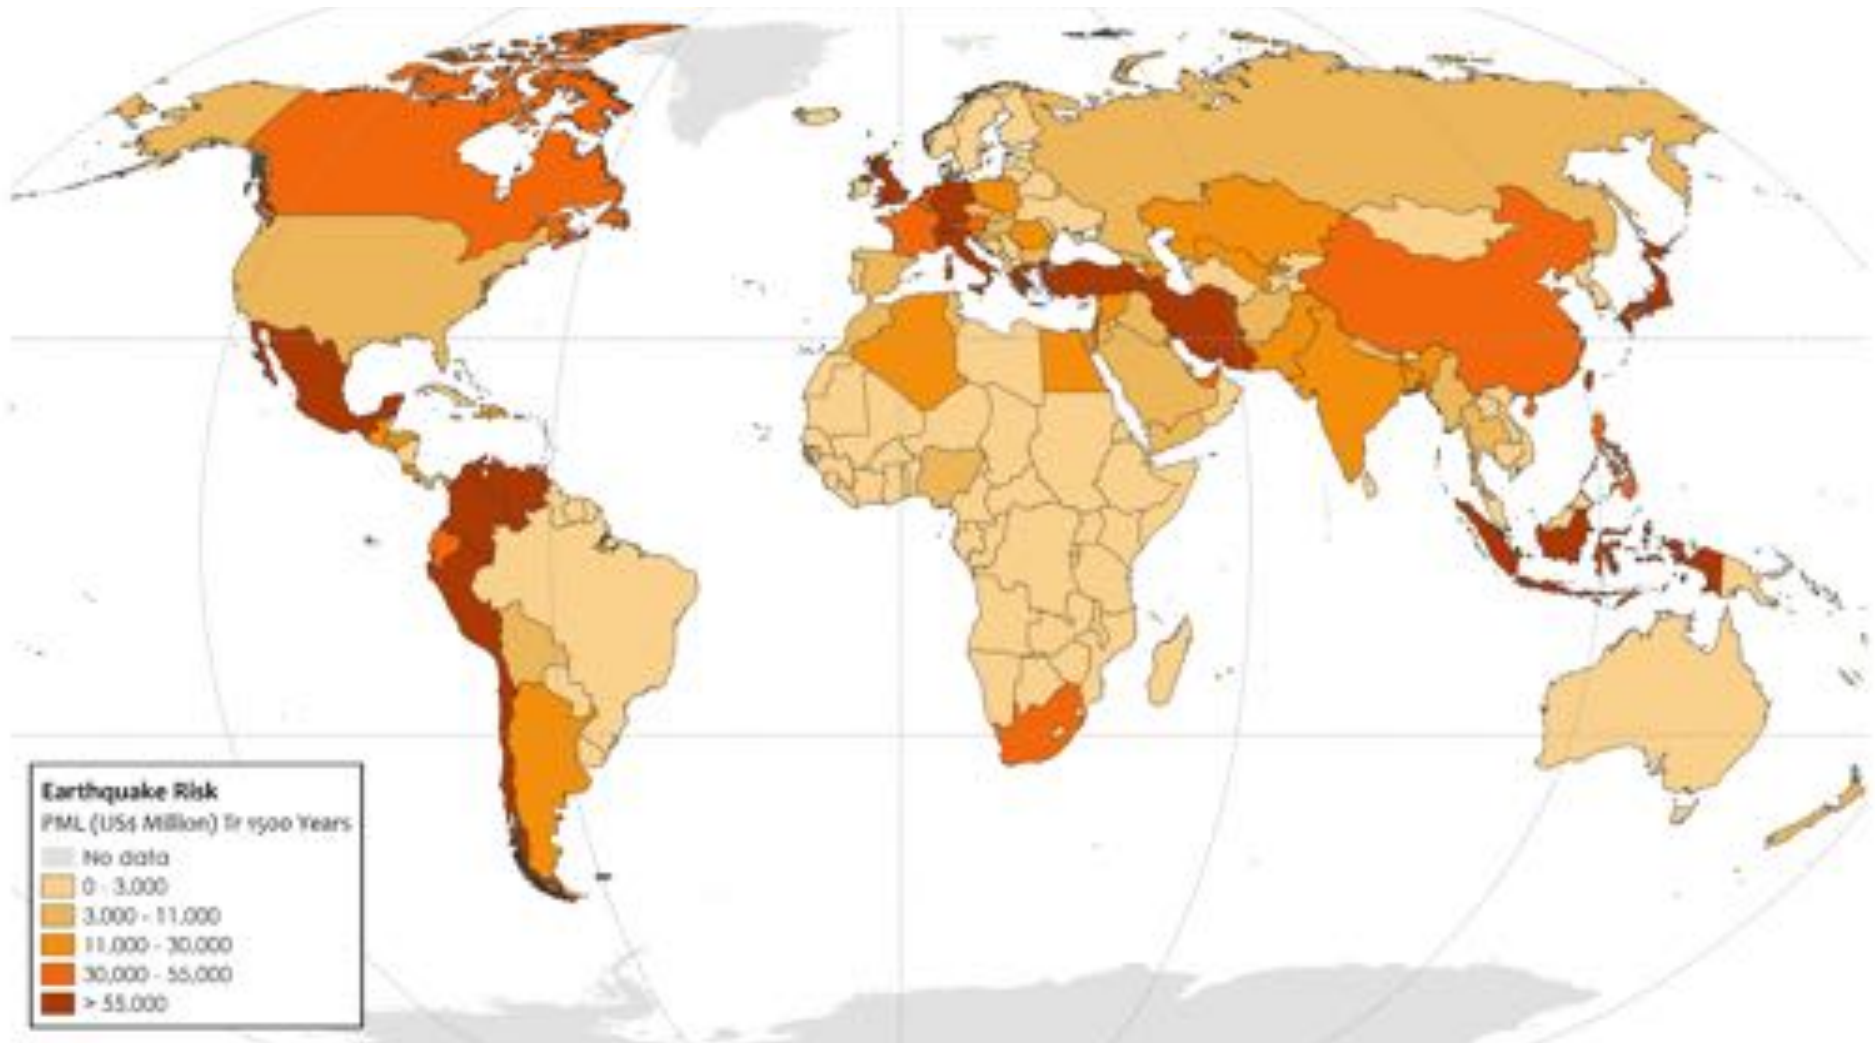 Earthquake Risk
PML (US$ Million) Tr 1500 Years
No data
0 - 3.000
3.000 - 11.000
11.000 - 30.000
30.000 - 55.000
> 55.000